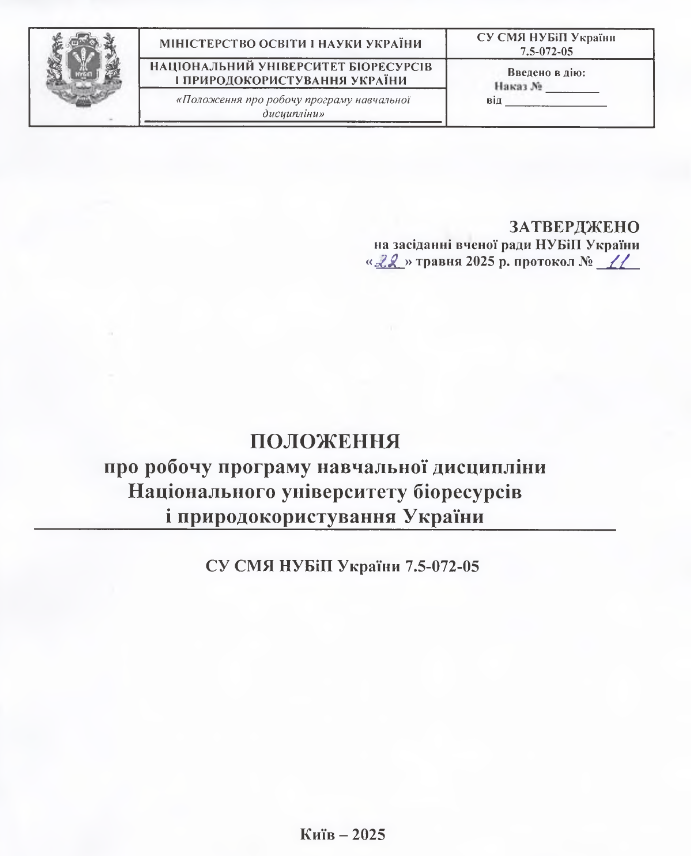 НУБІП
МІНІСТЕРСТВО ОСВІТИ І НАУКИ УКРАЇНИ
НАЦІОНАЛЬНИЙ УНІВЕРСИТЕТ БІОРЕСУРСІВ
І ПРИРОДОКОРИСТУВАННЯ УКРАЇНИ
«Положення про робочу програму навчальної
дисципліни»
СУ СМЯ НУБіП України
7.5-072-05
Введено в дію:
Наказ № _________
від _________________
ЗАТВЕРДЖЕНО
на засіданні вченої ради НУБіП України
«22» травня 2025 р. протокол № 11
ПОЛОЖЕННЯ
про робочу програму навчальної дисципліни
Національного університету біоресурсів
і природокористування України
СУ СМЯ НУБіП України 7.5-072-05
Київ – 2025